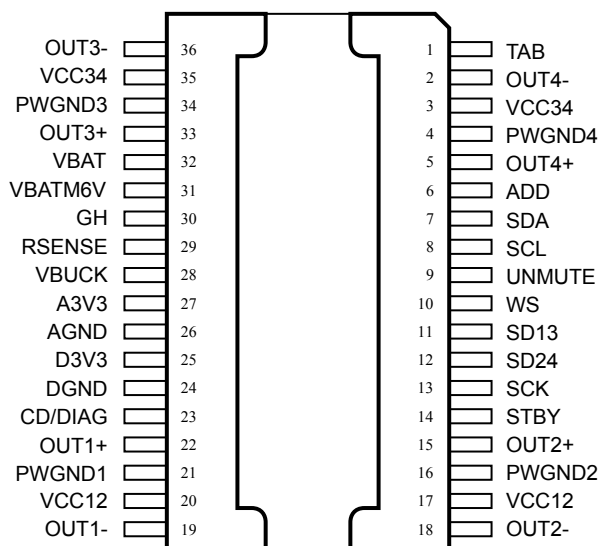 OUT3- 36 1 TAB
VCC34 35 2 OUT4-
PWGND3 34 3 VCC34
OUT3+ 33 4 PWGND4
VBAT 32 5 OUT4+
VBATM6V 31 6 ADD
GH 30 7 SDA
RSENSE 29 8 SCL
VBUCK 28 9 UNMUTE
A3V3 27 10 WS
AGND 26 11 SD13
D3V3 25 12 SD24
DGND 24 13 SCK
CD/DIAG 23 14 STBY
OUT1+ 22 15 OUT2+
PWGND1 21 16 PWGND2
VCC12 20 17 VCC12
OUT1- 19 18 OUT2-